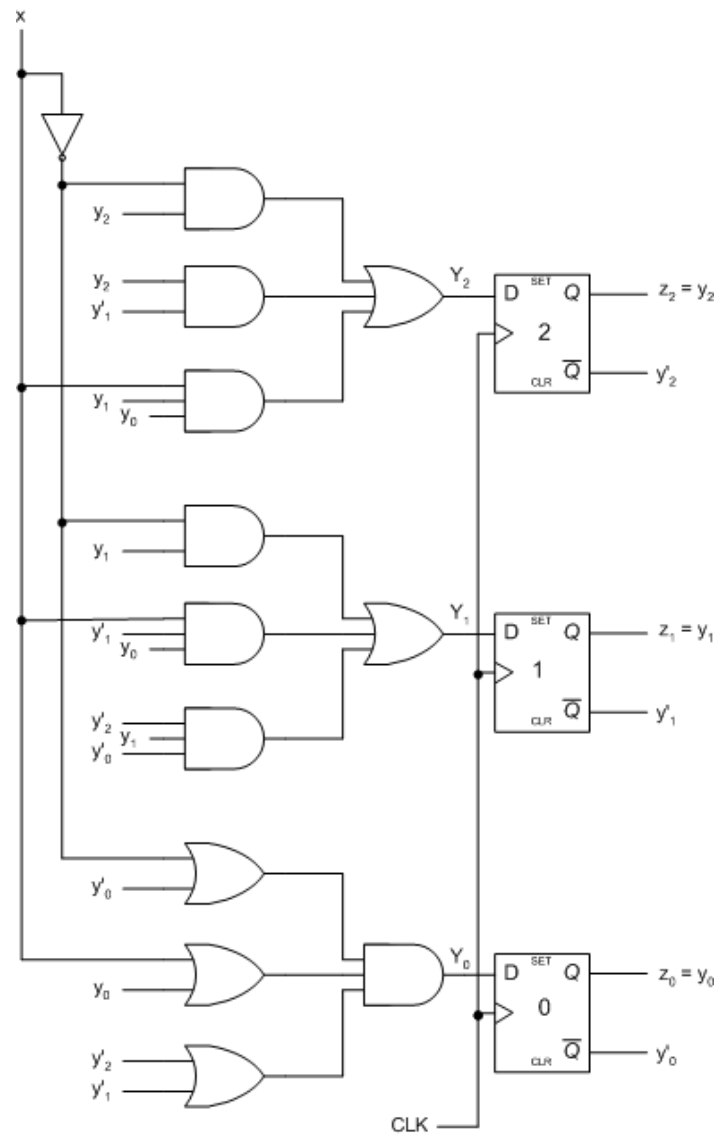 x
y₂
y₂
y'₁
y₁
y₀
Y₂
D SET Q
2
CLR Q̅
z₂ = y₂
y'₂
y₁
y'₁
y₀
y'₂
y₁
y'₀
Y₁
D SET Q
1
CLR Q̅
z₁ = y₁
y'₁
y'₀
y₀
y'₂
y'₁
Y₀
D SET Q
0
CLR Q̅
z₀ = y₀
y'₀
CLK